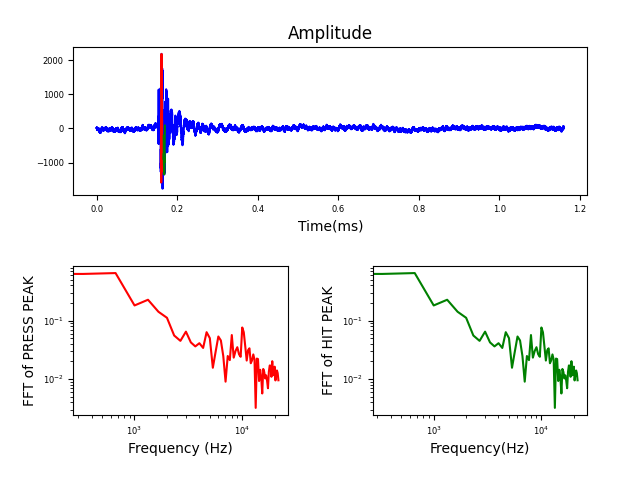 Amplitude
2000
1000
0
−1000
0.0 0.2 0.4 0.6 0.8 1.0 1.2
Time(ms)
FFT of PRESS PEAK
10⁻¹
10⁻²
10³ 10⁴
Frequency (Hz)
FFT of HIT PEAK
10⁻¹
10⁻²
10³ 10⁴
Frequency(Hz)